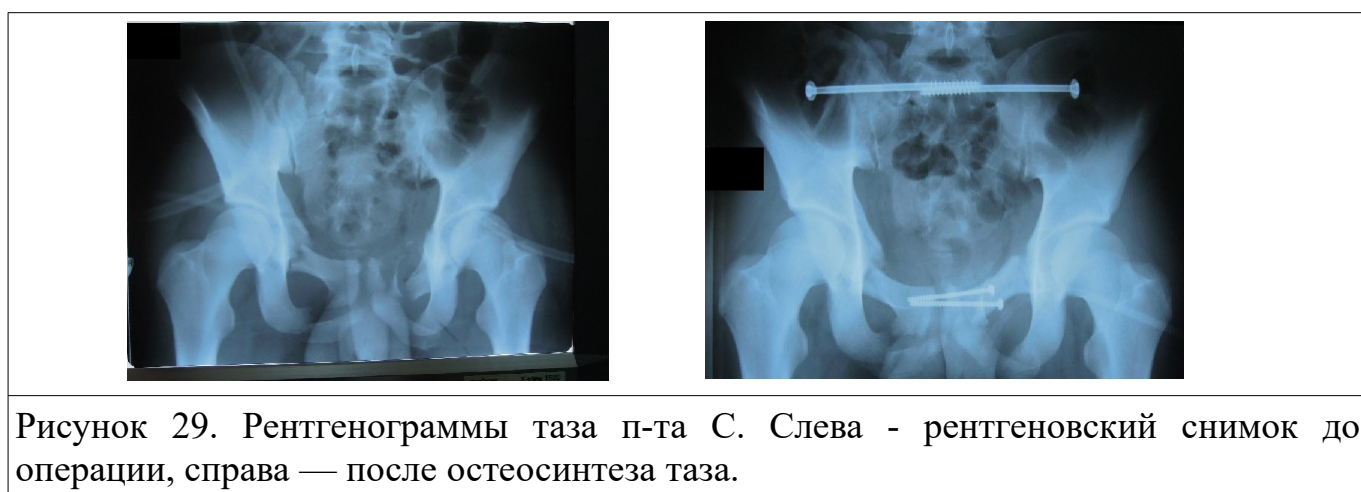 Рисунок 29. Рентгенограммы таза п-та С. Слева - рентгеновский снимок до
операции, справа — после остеосинтеза таза.